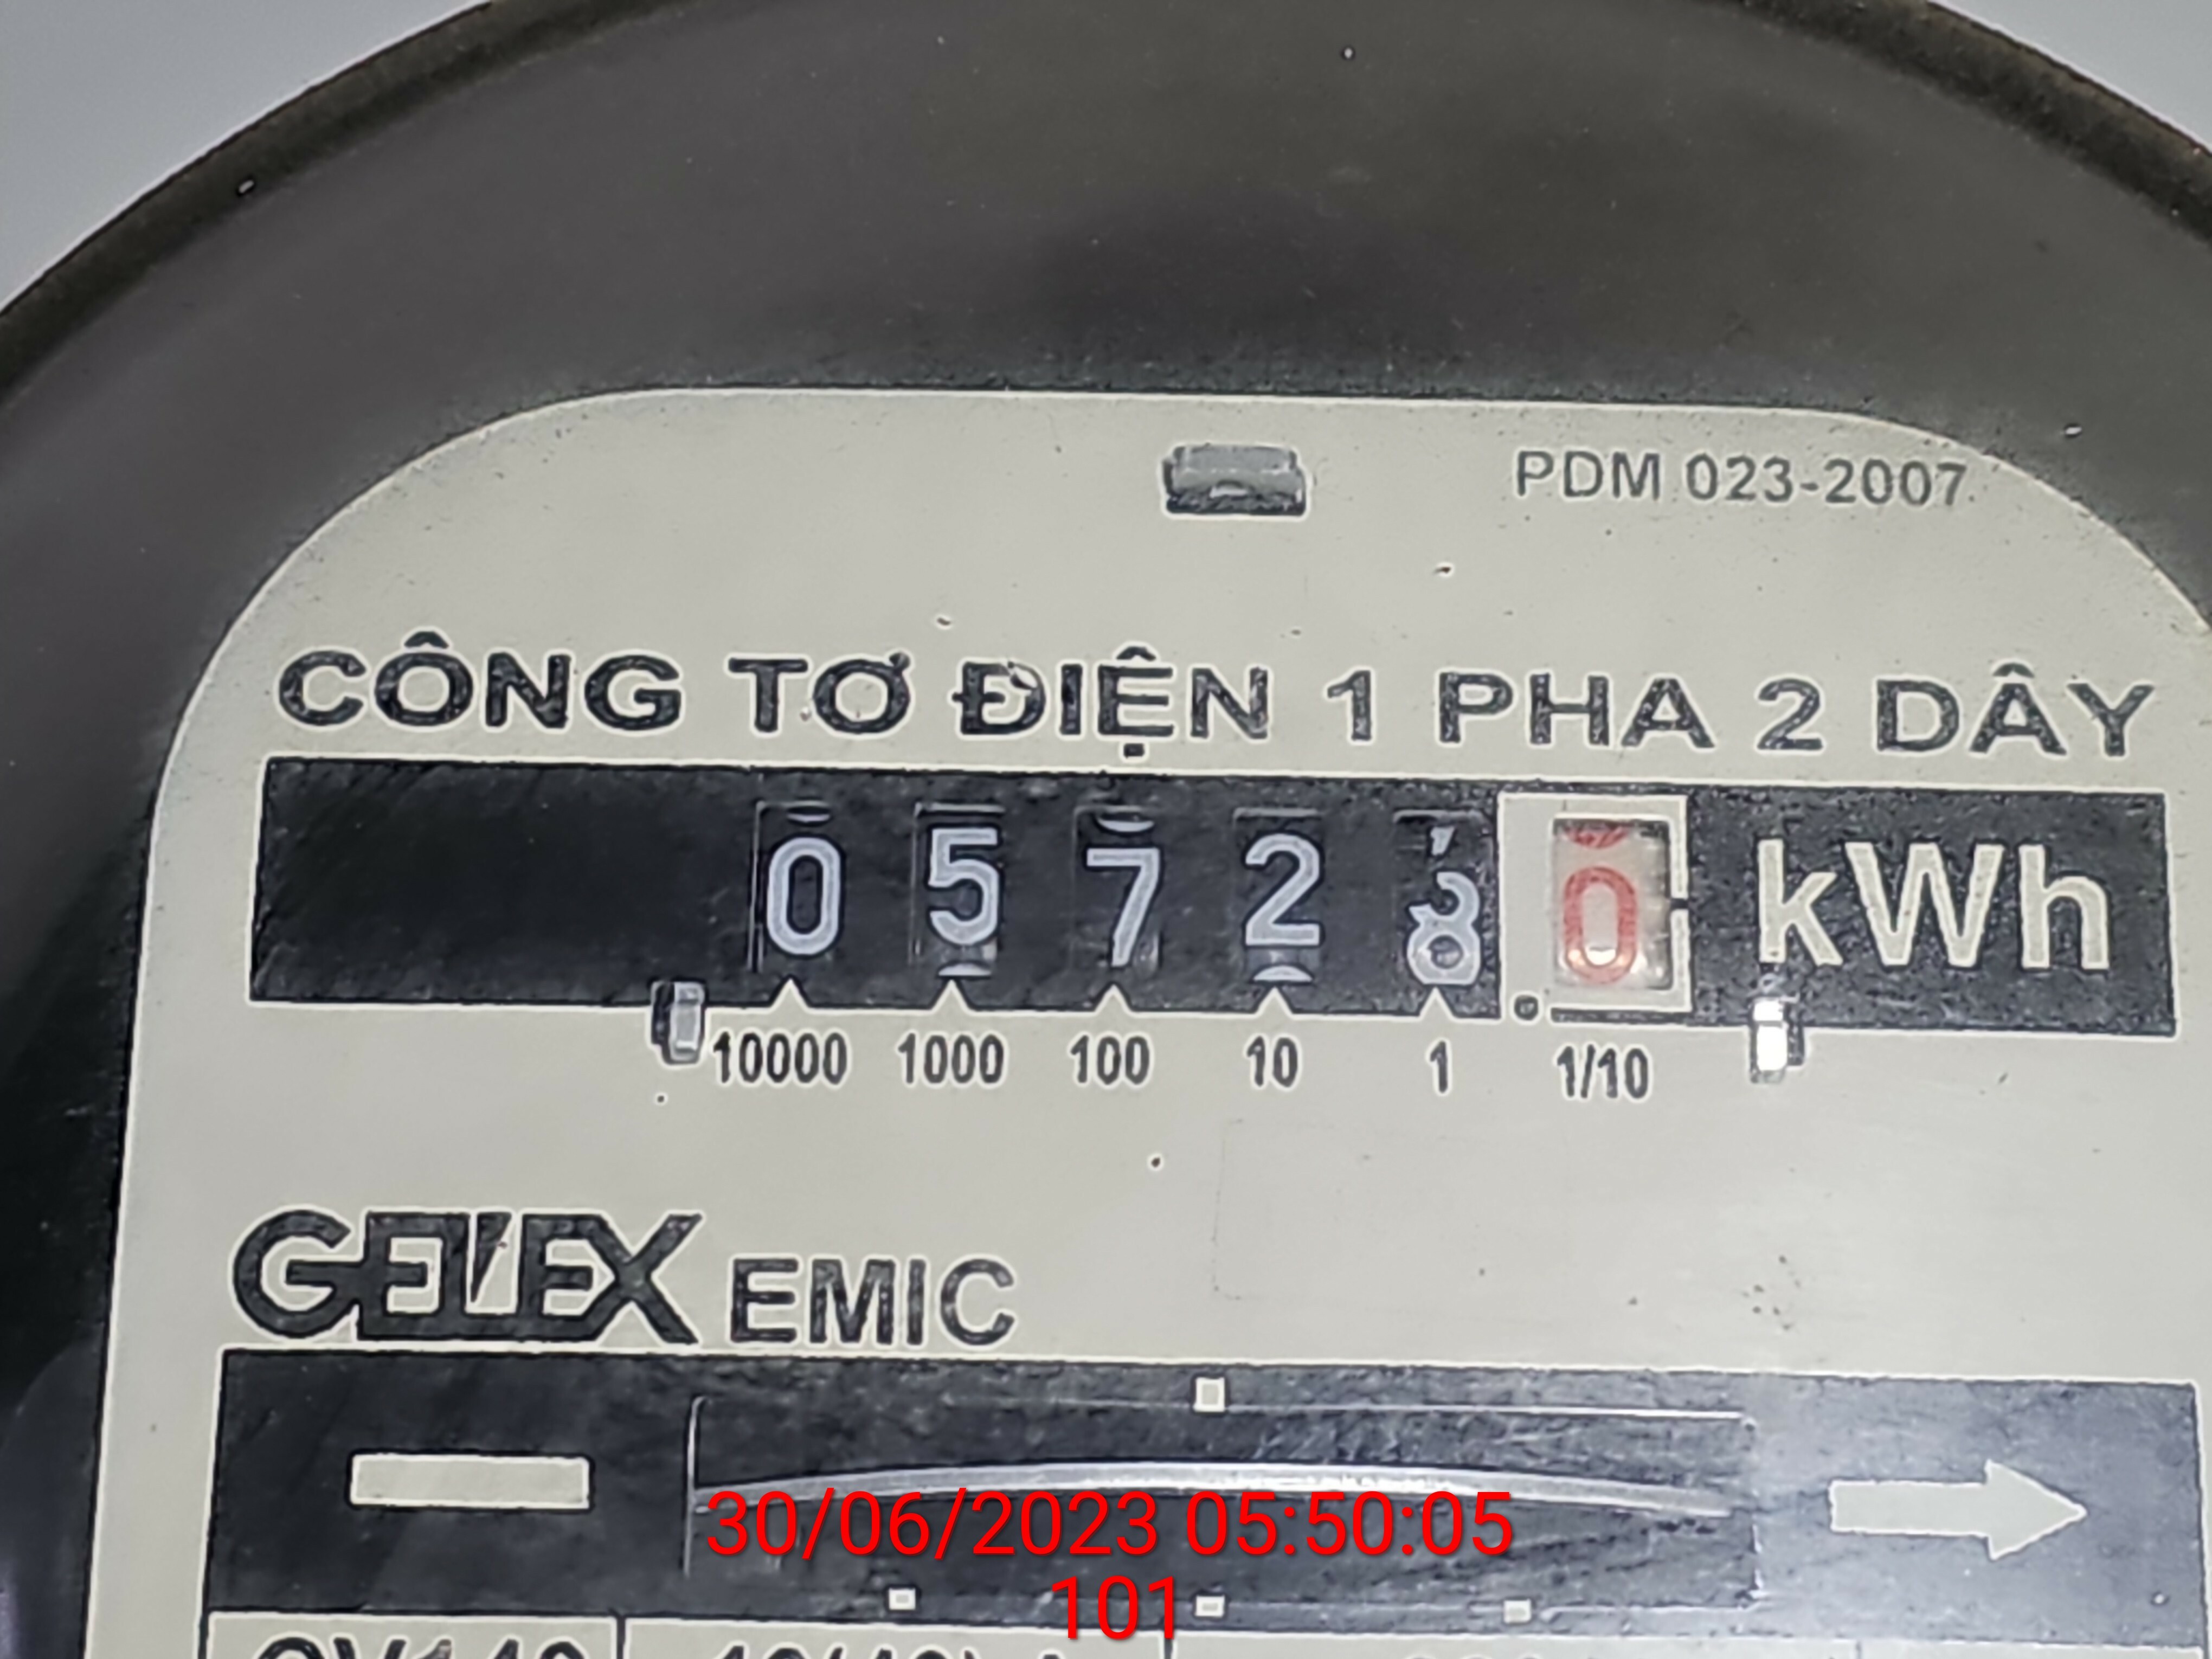 PDM 023-2007
CÔNG TƠ ĐIỆN 1 PHA 2 DÂY
0 5 7 2 8 0 kWh
10000 1000 100 10 1 1/10
GELEX EMIC
30/06/2023 05:50:05
101